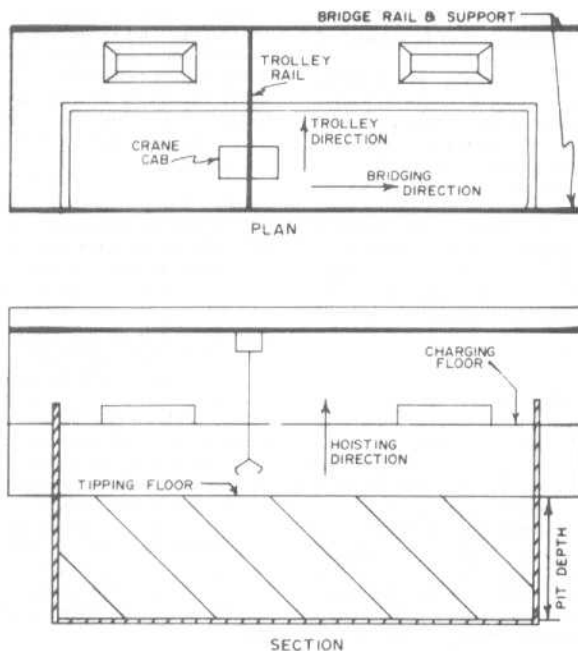 BRIDGE RAIL & SUPPORT
TROLLEY
RAIL
TROLLEY
DIRECTION
CRANE
CAB
BRIDGING
DIRECTION
PLAN
CHARGING
FLOOR
HOISTING
DIRECTION
TIPPING FLOOR
PIT DEPTH
SECTION